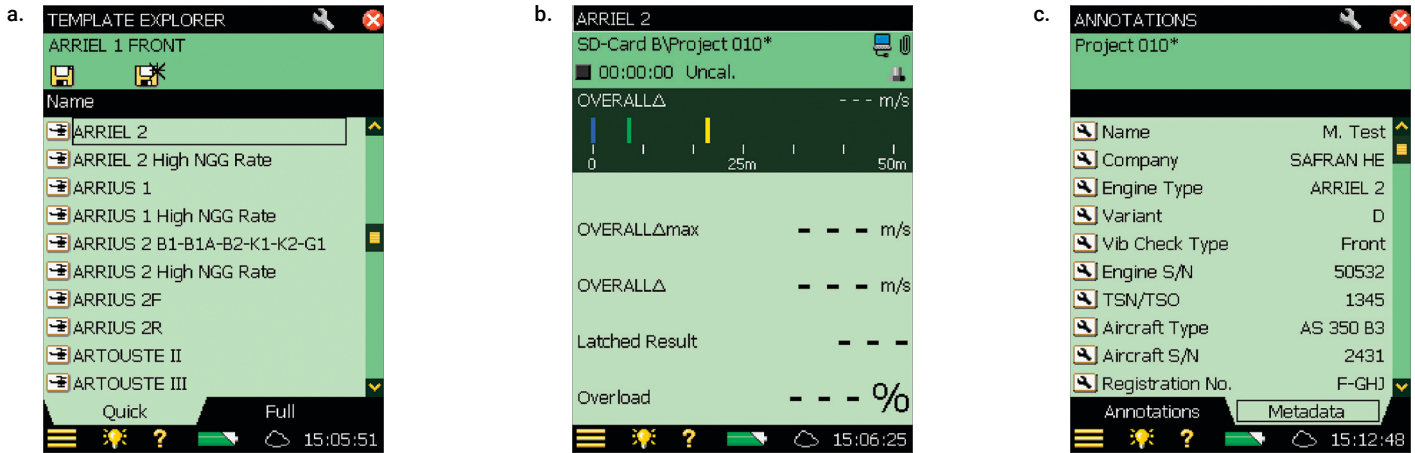 a.
TEMPLATE EXPLORER
ARRIEL 1 FRONT
Name
ARRIEL 2
ARRIEL 2 High NGG Rate
ARRIUS 1
ARRIUS 1 High NGG Rate
ARRIUS 2 B1-B1A-B2-K1-K2-G1
ARRIUS 2 High NGG Rate
ARRIUS 2F
ARRIUS 2R
ARTOUSTE II
ARTOUSTE III
Quick Full
? 15:05:51
b.
ARRIEL 2
SD-Card B\Project 010*
00:00:00 Uncal.
OVERALLΔ - - - m/s
0 25m 50m
OVERALLΔmax - - - m/s
OVERALLΔ - - - m/s
Latched Result - - -
Overload - - - %
? 15:06:25
c.
ANNOTATIONS
Project 010*
Name M. Test
Company SAFRAN HE
Engine Type ARRIEL 2
Variant D
Vib Check Type Front
Engine S/N 50532
TSN/TSO 1345
Aircraft Type AS 350 B3
Aircraft S/N 2431
Registration No. F-GHJ
Annotations Metadata
? 15:12:48